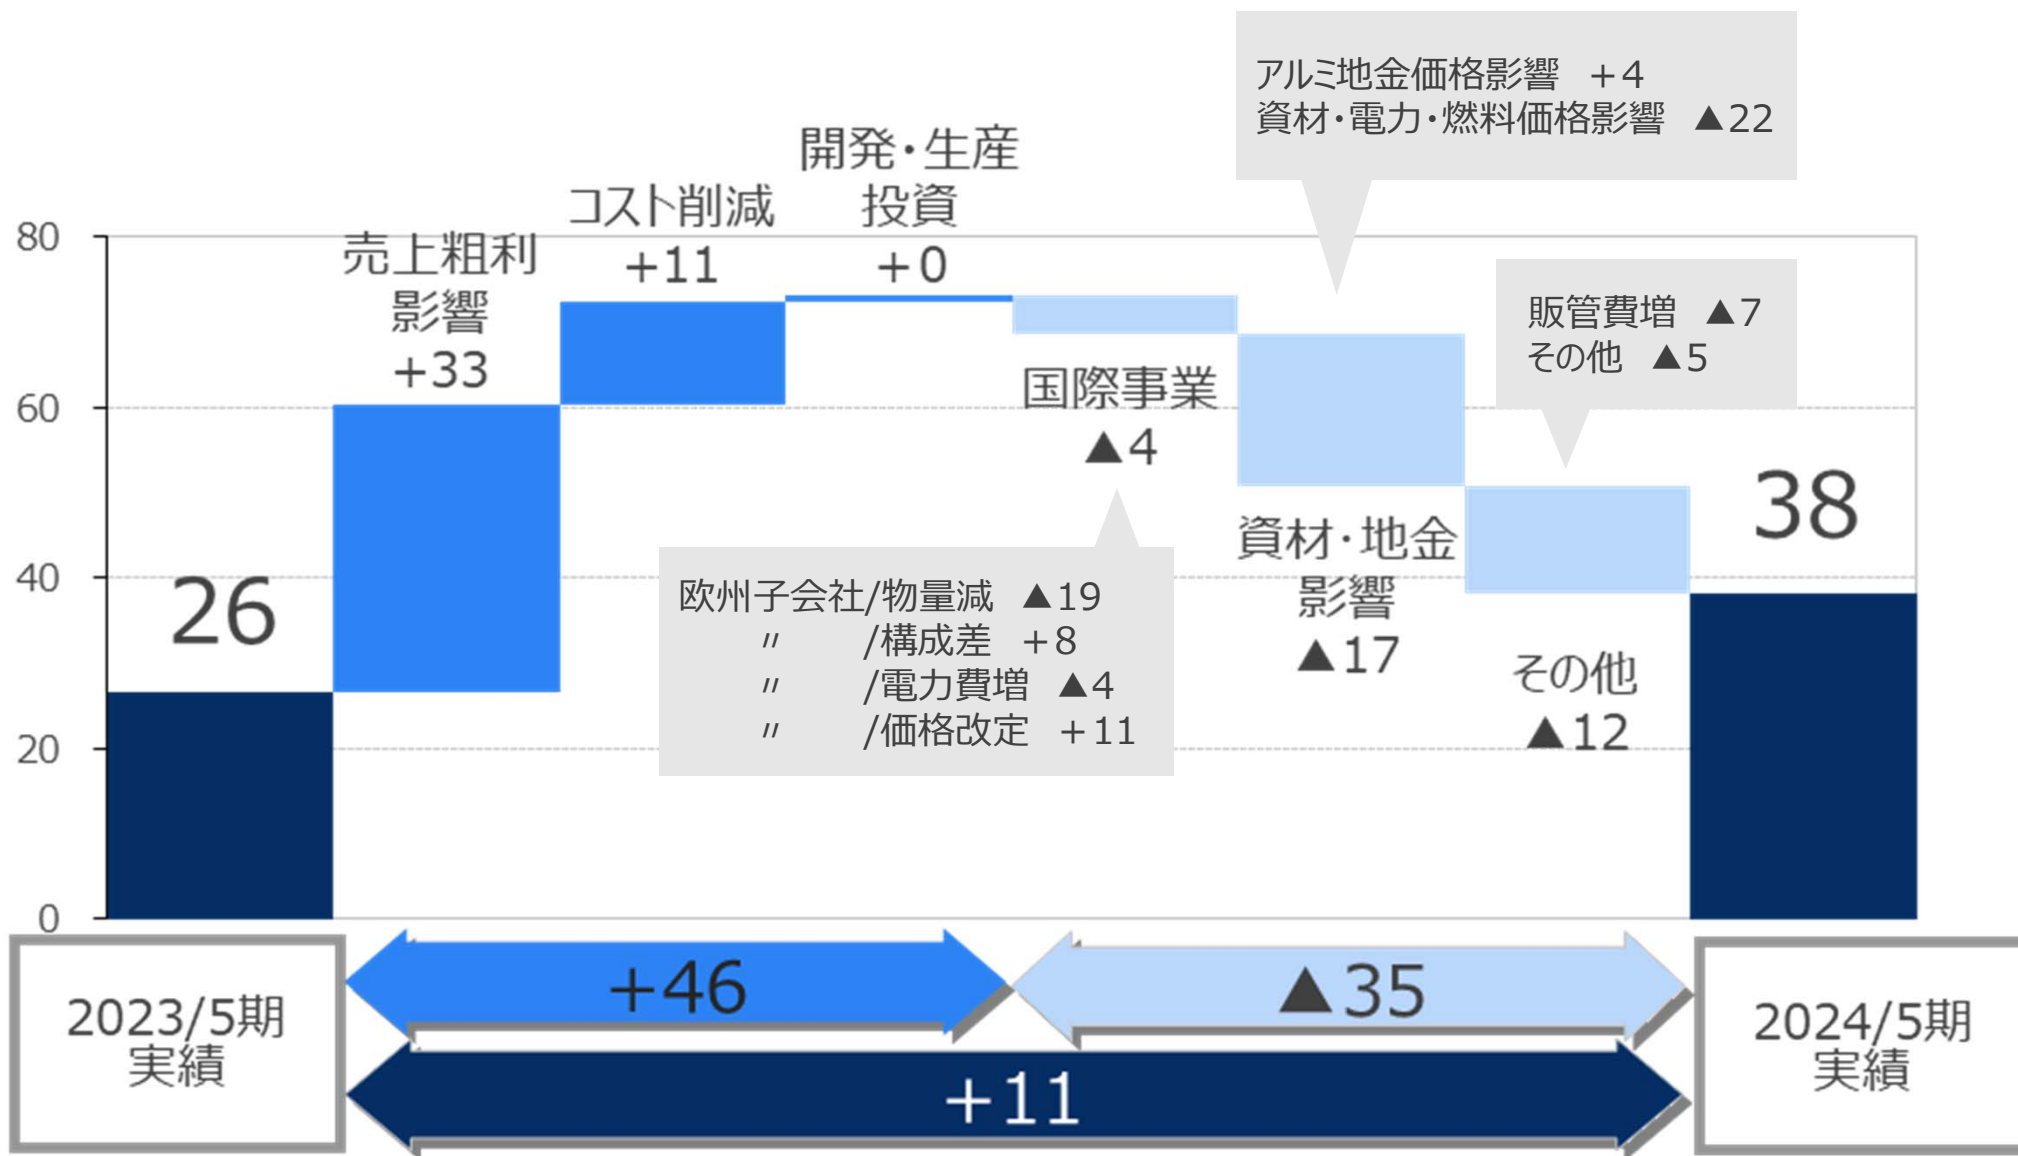 アルミ地金価格影響 +4
資材・電力・燃料価格影響 ▲22
開発・生産
投資
+0
コスト削減
+11
売上粗利
影響
+33
80
60
40
20
0
販管費増 ▲7
その他 ▲5
国際事業
▲4
26
38
欧州子会社/物量減 ▲19
〃 /構成差 +8
〃 /電力費増 ▲4
〃 /価格改定 +11
資材・地金
影響
▲17
その他
▲12
+46
▲35
2023/5期
実績
2024/5期
実績
+11